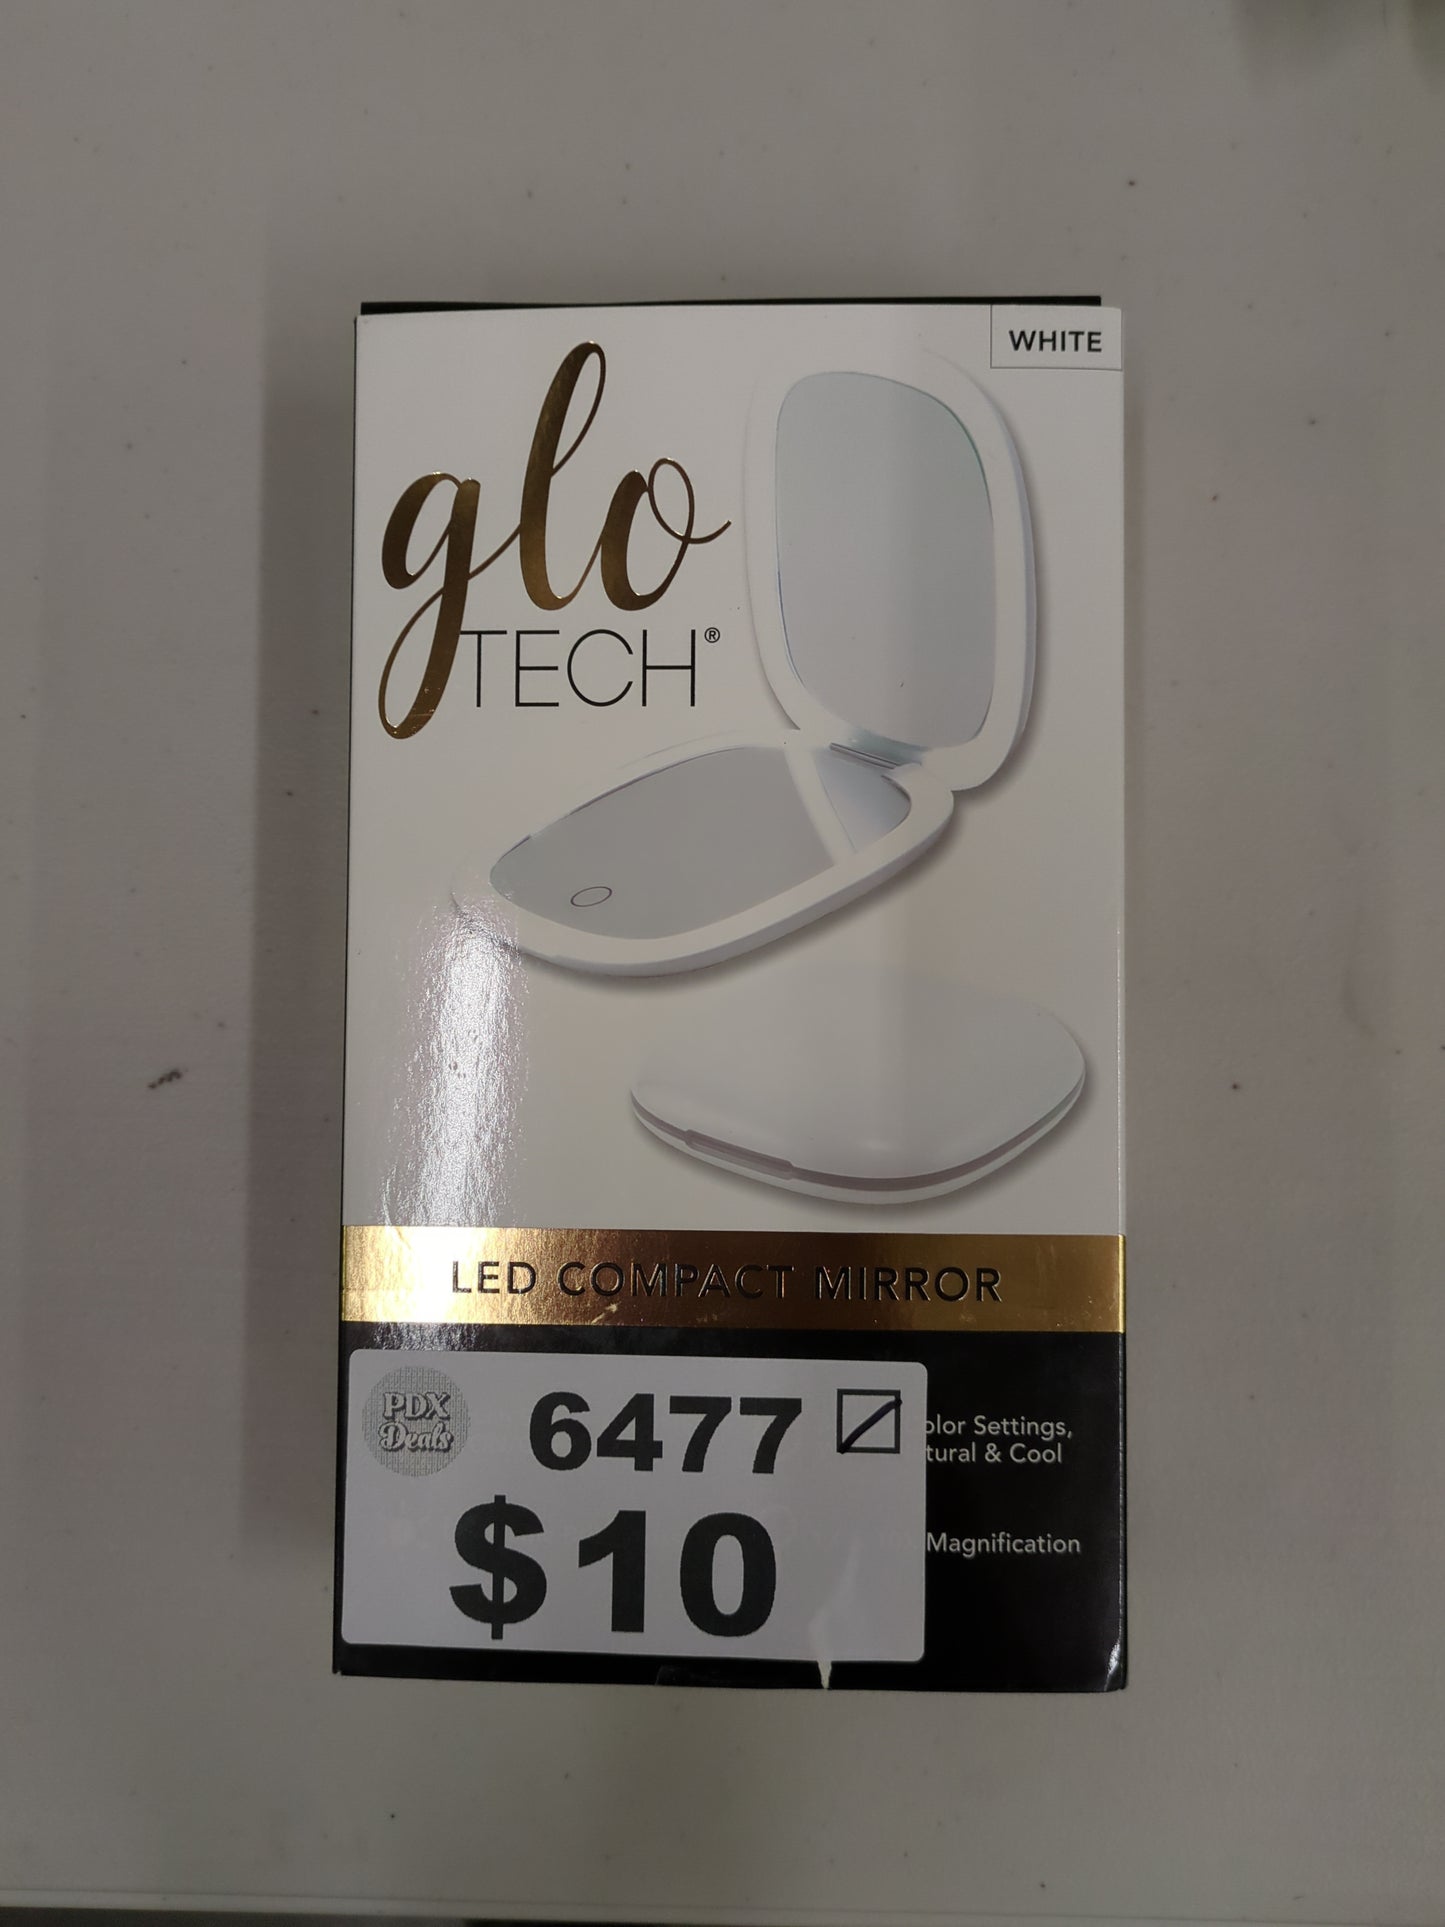 WHITE
glo
TECH®
LED COMPACT MIRROR
PDX
Deals
6477
$10
olor Settings,
tural & Cool
Magnification